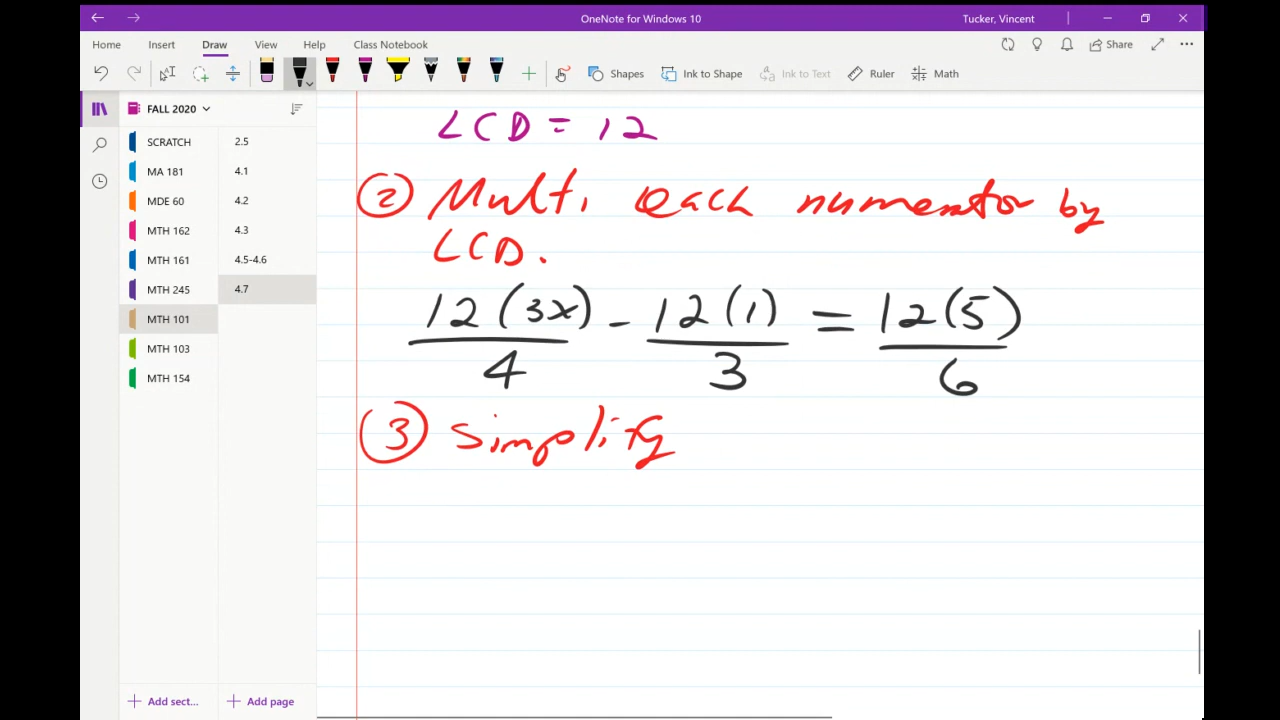 OneNote for Windows 10
Tucker, Vincent
Home Insert Draw View Help Class Notebook
Share
Shapes Ink to Shape Ink to Text Ruler Math
FALL 2020
SCRATCH
MA 181
MDE 60
MTH 162
MTH 161
MTH 245
MTH 101
MTH 103
MTH 154
Add sect...
2.5
4.1
4.2
4.3
4.5-4.6
4.7
Add page
LCD = 12
② Multi. each numerator by
LCD.
12(3x)/4 - 12(1)/3 = 12(5)/6
③ Simplify